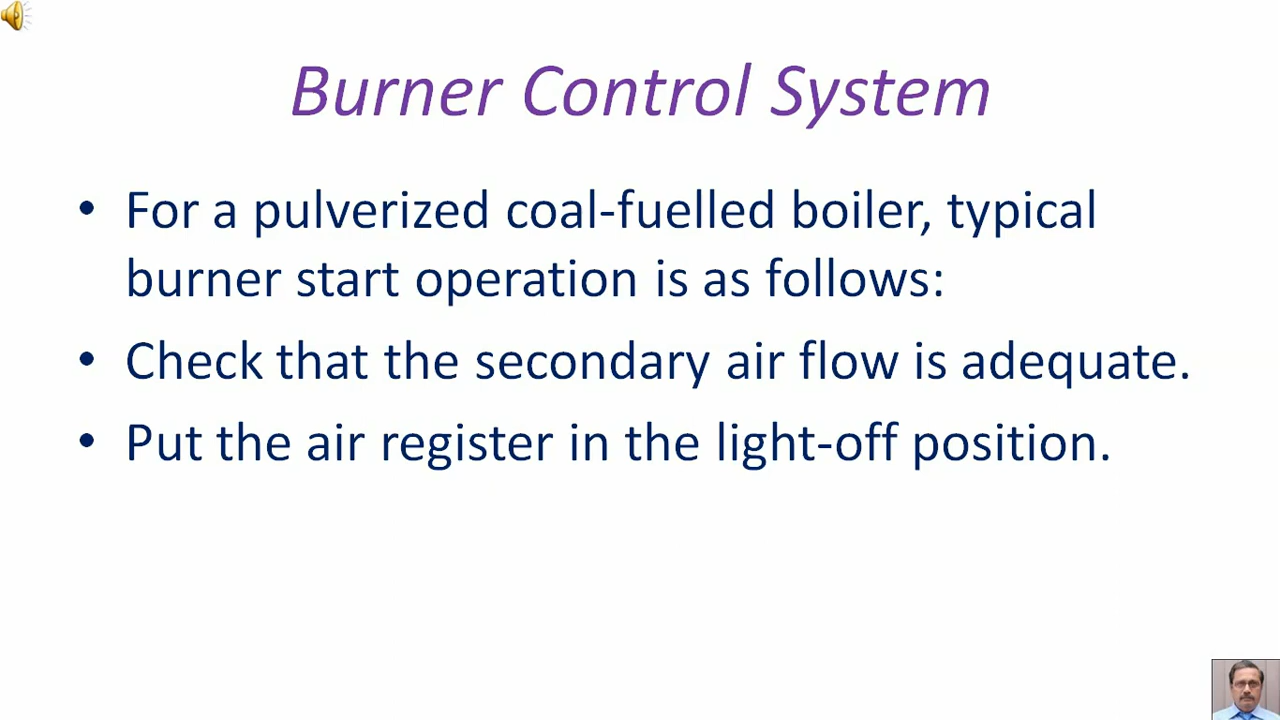 Burner Control System
• For a pulverized coal-fuelled boiler, typical
burner start operation is as follows:
• Check that the secondary air flow is adequate.
• Put the air register in the light-off position.